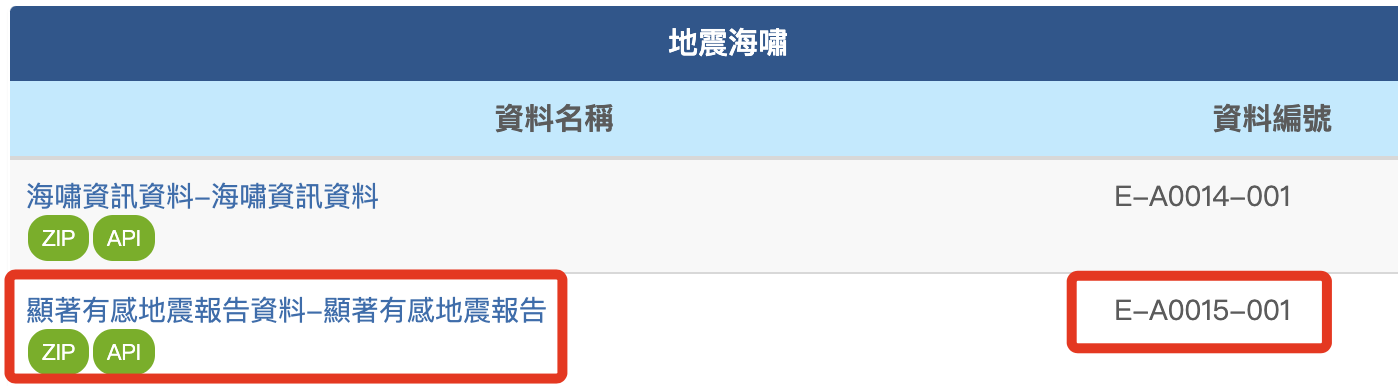 地震海嘯
資料名稱 資料編號
海嘯資訊資料-海嘯資訊資料 E-A0014-001
ZIP API
顯著有感地震報告資料-顯著有感地震報告 E-A0015-001
ZIP API